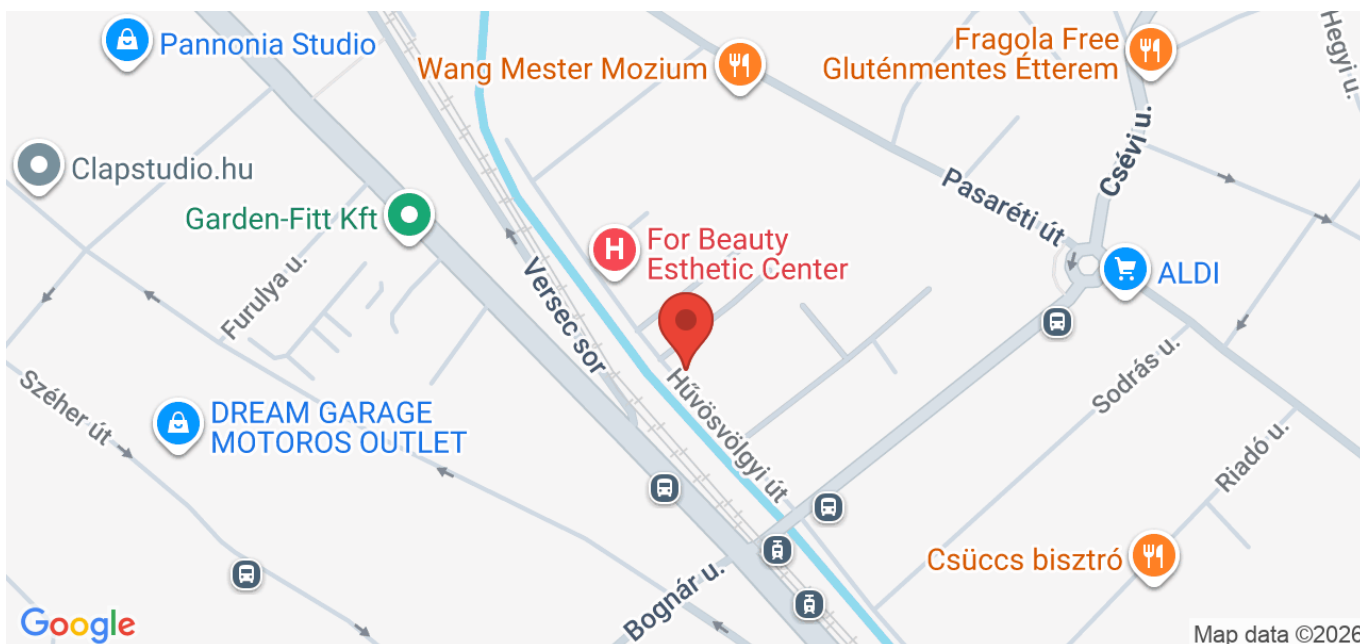 Pannonia Studio
Wang Mester Mozium
Fragola Free
Gluténmentes Étterem
Hegyi u.
Clapstudio.hu
Garden-Fitt Kft
Csévi u.
Pasaréti út
For Beauty
Esthetic Center
ALDI
Furulya u.
Versec sor
Hűvösvölgyi út
Sodrás u.
Széher út
DREAM GARAGE
MOTOROS OUTLET
Riadó u.
Csüccs bisztró
Bognár u.
Google
Map data ©2026